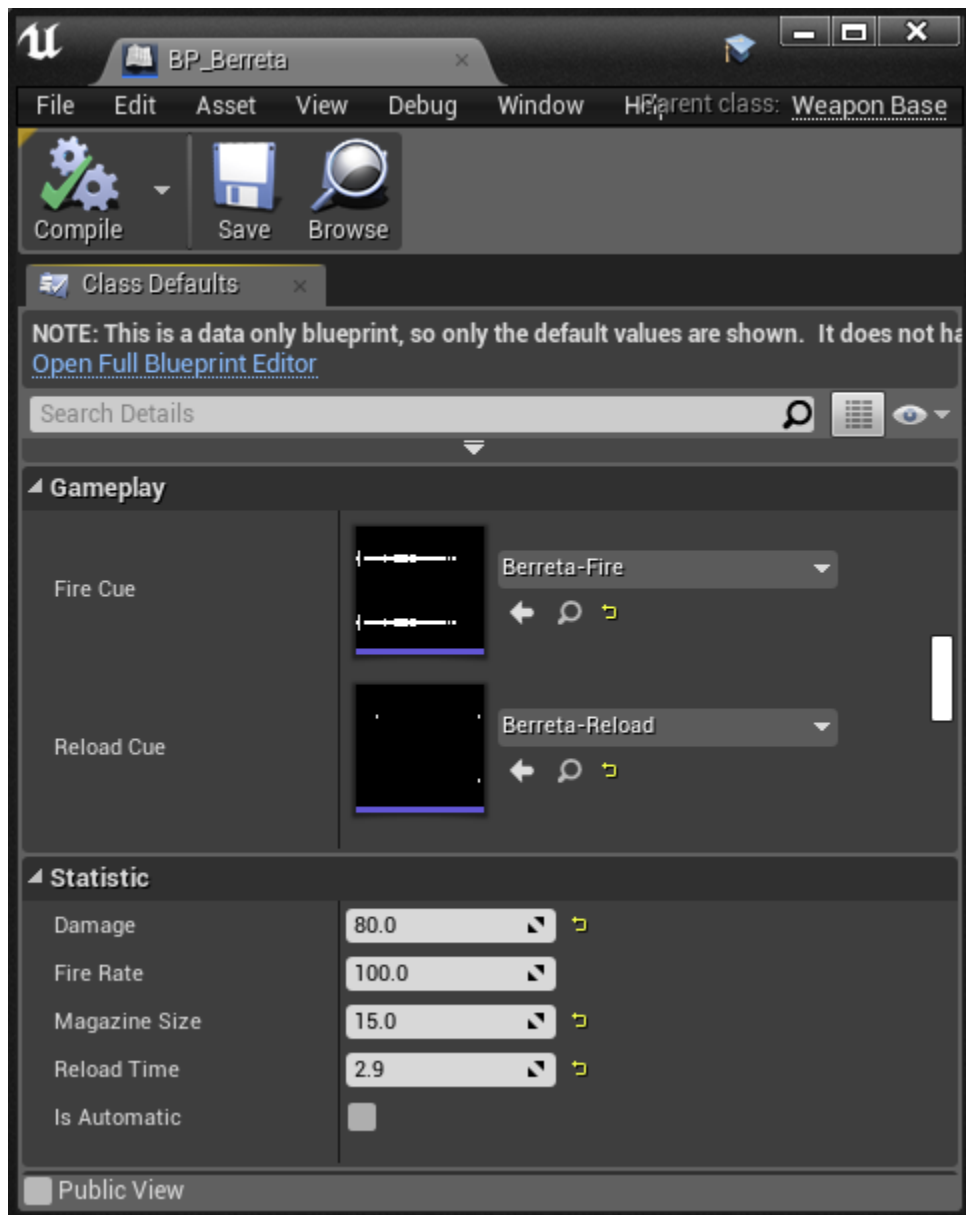 BP_Berreta
File Edit Asset View Debug Window Parent class: Weapon Base
Compile Save Browse
Class Defaults
NOTE: This is a data only blueprint, so only the default values are shown. It does not ha
Open Full Blueprint Editor
Search Details
Gameplay
Fire Cue
Berreta-Fire
Reload Cue
Berreta-Reload
Statistic
Damage 80.0
Fire Rate 100.0
Magazine Size 15.0
Reload Time 2.9
Is Automatic
Public View